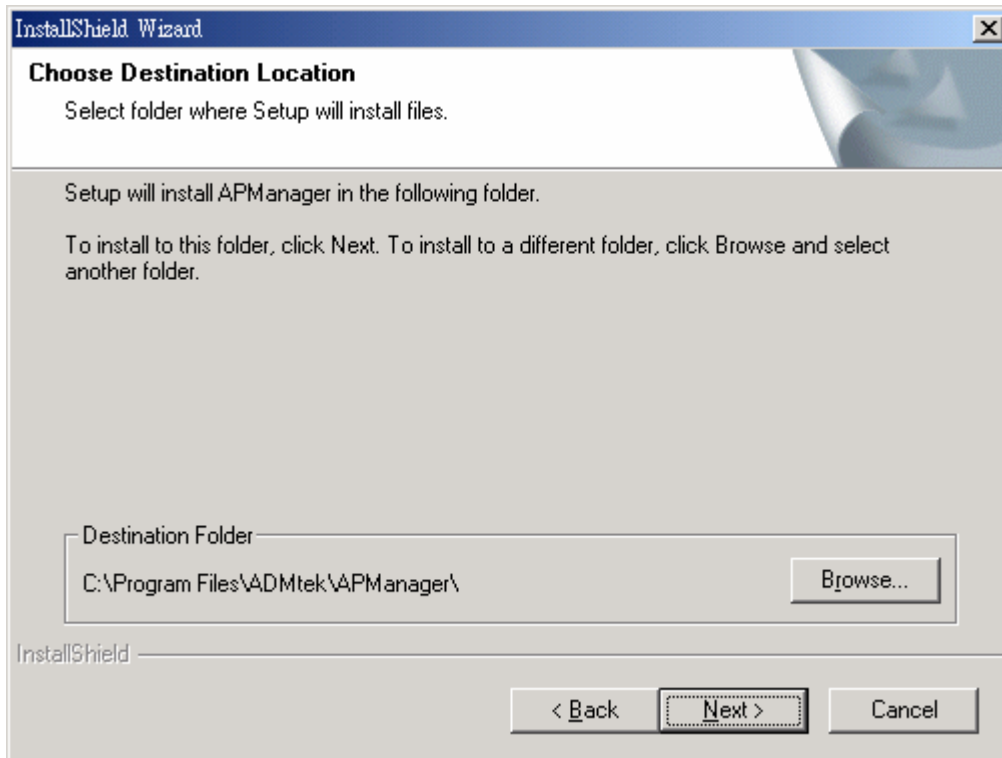 InstallShield Wizard
Choose Destination Location
Select folder where Setup will install files.
Setup will install APManager in the following folder.
To install to this folder, click Next. To install to a different folder, click Browse and select
another folder.
Destination Folder
C:\Program Files\ADMtek\APManager\
Browse...
InstallShield
< Back
Next >
Cancel